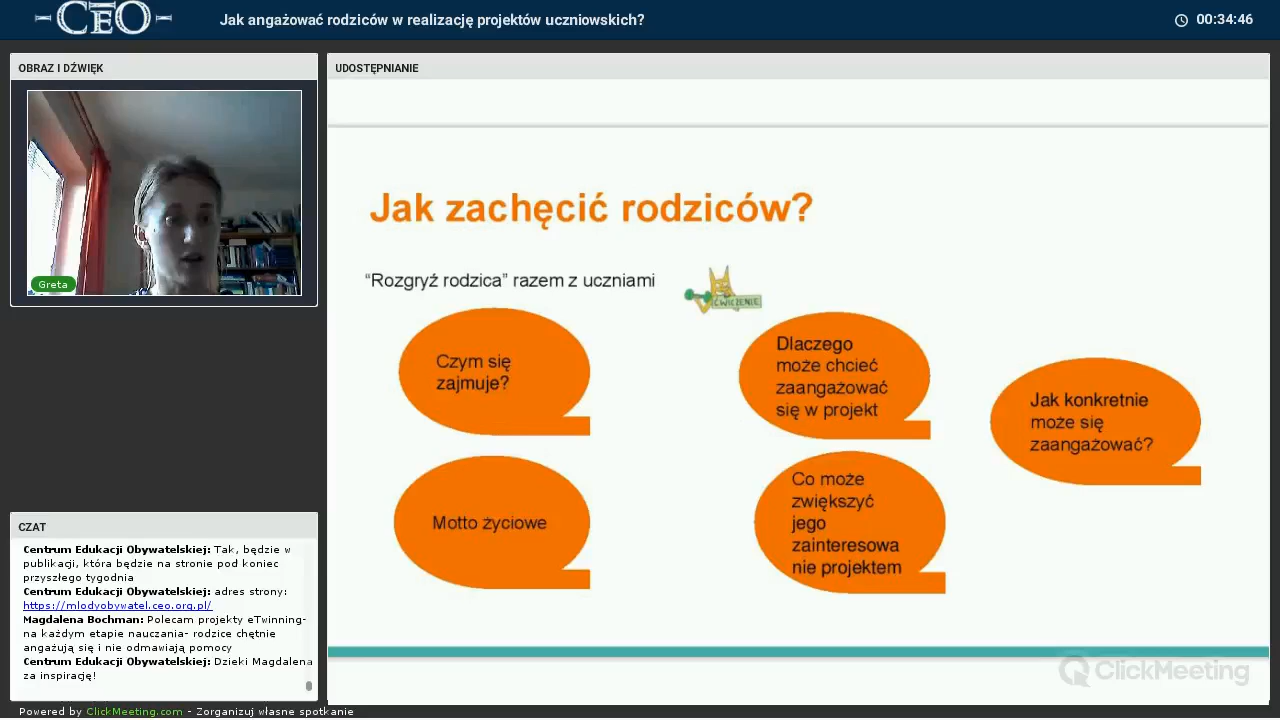 CEO
Jak angażować rodziców w realizację projektów uczniowskich?
00:34:46
OBRAZ I DŹWIĘK
Greta
UDOSTĘPNIANIE
Jak zachęcić rodziców?
“Rozgryź rodzica” razem z uczniami
ĆWICZENIE
Czym się
zajmuje?
Dlaczego
może chcieć
zaangażować
się w projekt
Jak konkretnie
może się
zaangażować?
Motto życiowe
Co może
zwiększyć
jego
zainteresowa
nie projektem
CZAT
Centrum Edukacji Obywatelskiej: Tak, będzie w
publikacji, która będzie na stronie pod koniec
przyszłego tygodnia
Centrum Edukacji Obywatelskiej: adres strony:
https://mlodyobywatel.ceo.org.pl/
Magdalena Bochman: Polecam projekty eTwinning-
na każdym etapie nauczania- rodzice chętnie
angażują się i nie odmawiają pomocy
Centrum Edukacji Obywatelskiej: Dzieki Magdalena
za inspirację!
ClickMeeting
Powered by ClickMeeting.com - Zorganizuj własne spotkanie